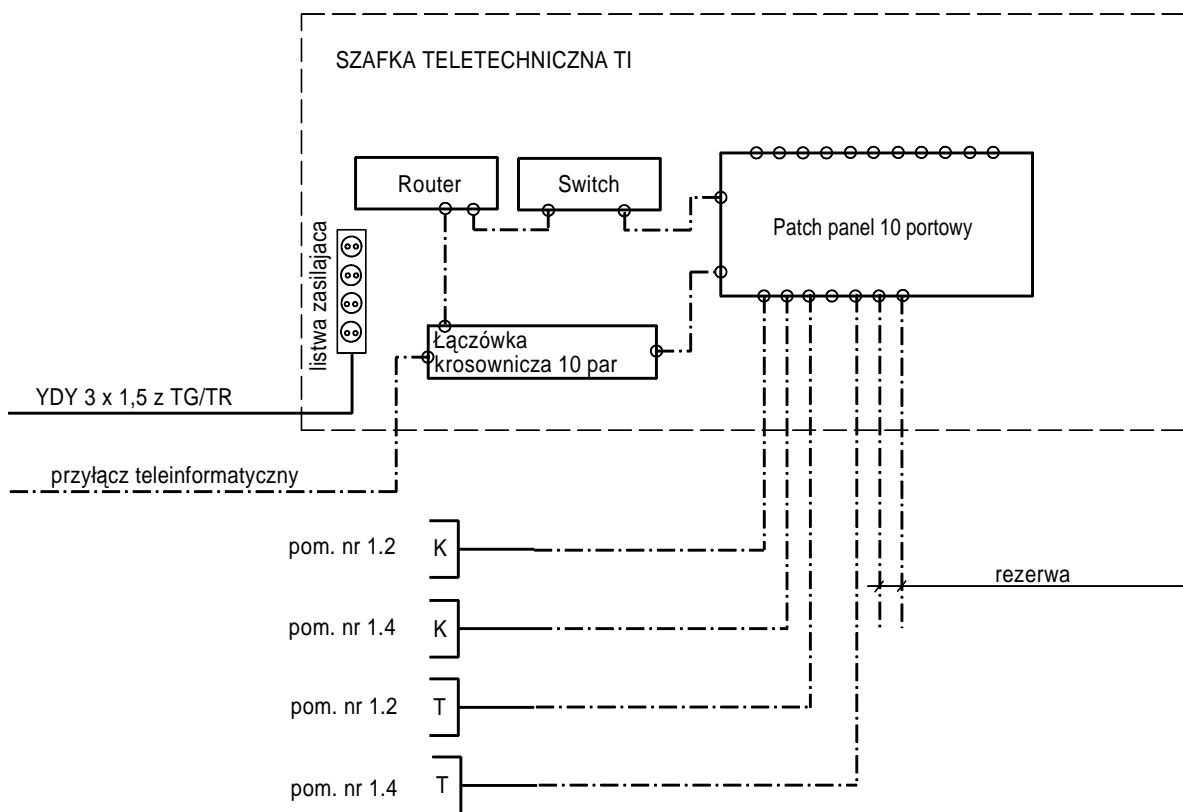 SZAFKA TELETECHNICZNA TI
Router
Switch
Patch panel 10 portowy
listwa zasilajaca
Łączówka
krosownicza 10 par
YDY 3 x 1,5 z TG/TR
przyłącz teleinformatyczny
pom. nr 1.2
K
rezerwa
pom. nr 1.4
K
pom. nr 1.2
T
pom. nr 1.4
T